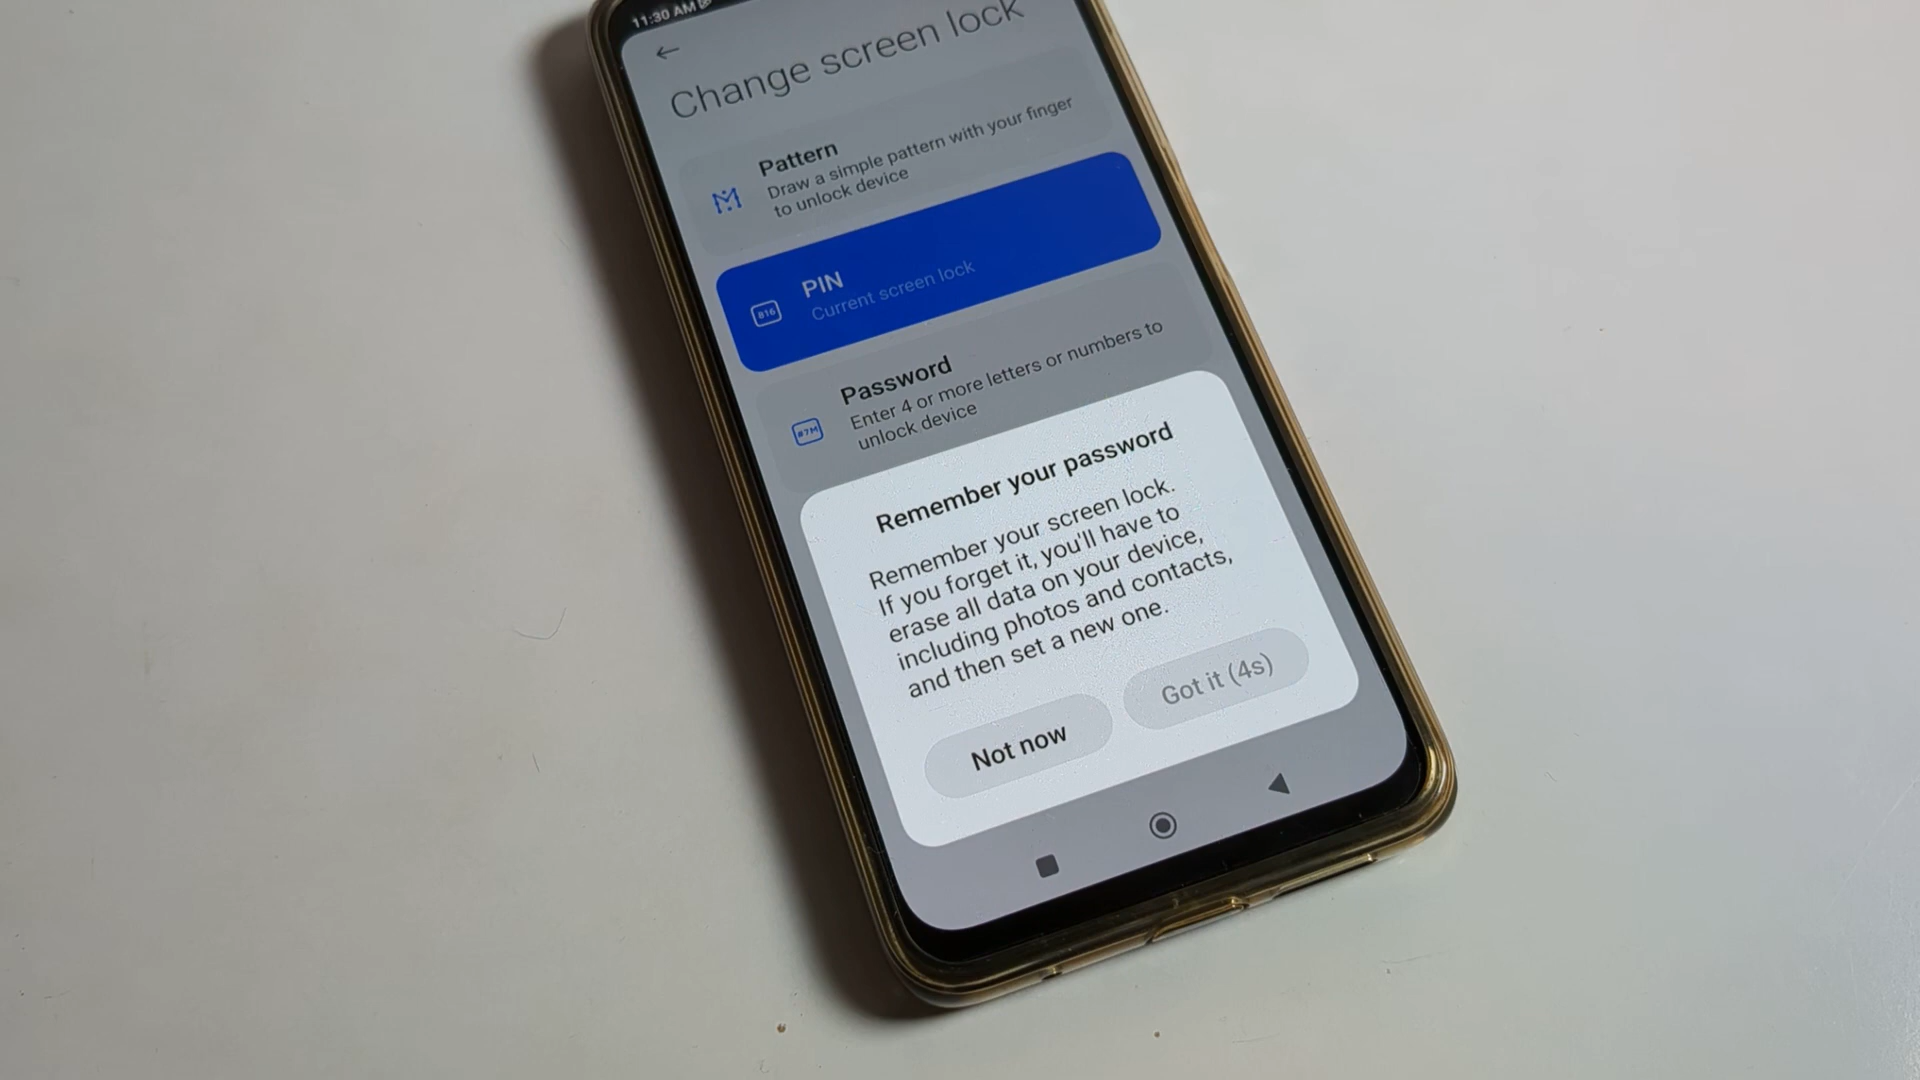 11:30 AM
Change screen lock
Pattern
Draw a simple pattern with your finger
to unlock device
PIN
Current screen lock
816
Password
Enter 4 or more letters or numbers to
unlock device
#7M
Remember your password
Remember your screen lock.
If you forget it, you'll have to
erase all data on your device,
including photos and contacts,
and then set a new one.
Not now
Got it (4s)